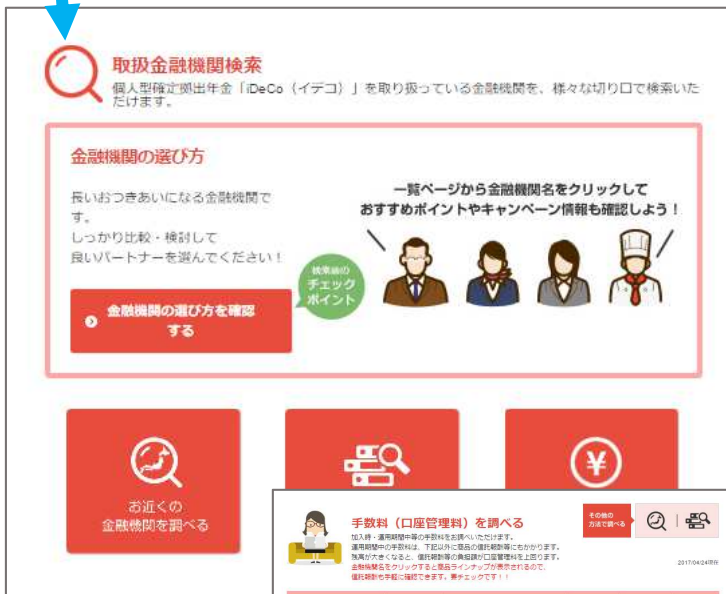 取扱金融機関検索
個人型確定拠出年金「iDeCo（イデコ）」を取り扱っている金融機関を、様々な切り口で検索いた
だけます。
金融機関の選び方
長いおつきあいになる金融機関で
す。
しっかり比較・検討して
良いパートナーを選んでください！
金融機関の選び方を確認
する
検索後の
チェック
ポイント
一覧ページから金融機関名をクリックして
おすすめポイントやキャンペーン情報も確認しよう！
お近くの
金融機関を調べる
手数料（口座管理料）を調べる
加入時・運用期間中等の手数料をお調べいただけます。
運用期間中の手数料は、下記以外に商品の信託報酬等にもかかります。
残高が大きくなると、信託報酬等の負担額が口座管理料を上回ります。
金融機関名をクリックすると商品ラインナップが表示されるので、
信託報酬も手軽に確認できます。要チェックです！！
その他の
方法で調べる
2017/04/24現在